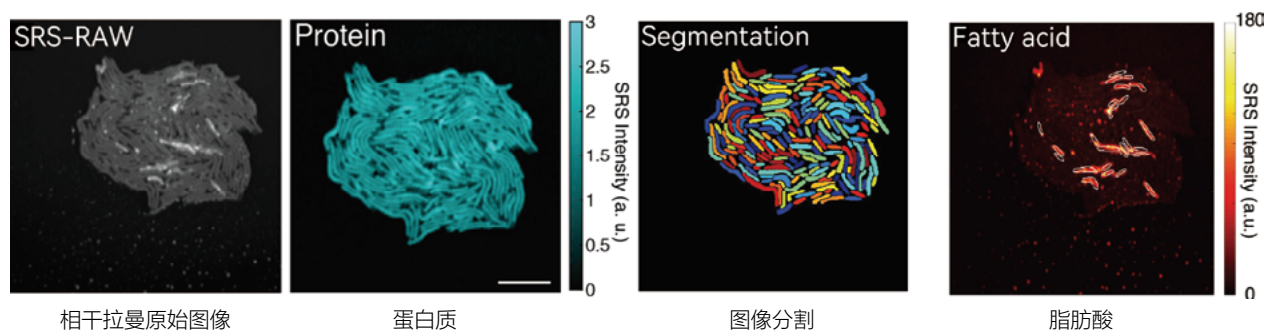 SRS-RAW
Protein
3
2.5
2
1.5
1
0.5
0
SRS Intensity (a. u.)
Segmentation
Fatty acid
180
00
SRS Intensity (a.u.)
相干拉曼原始图像
蛋白质
图像分割
脂肪酸